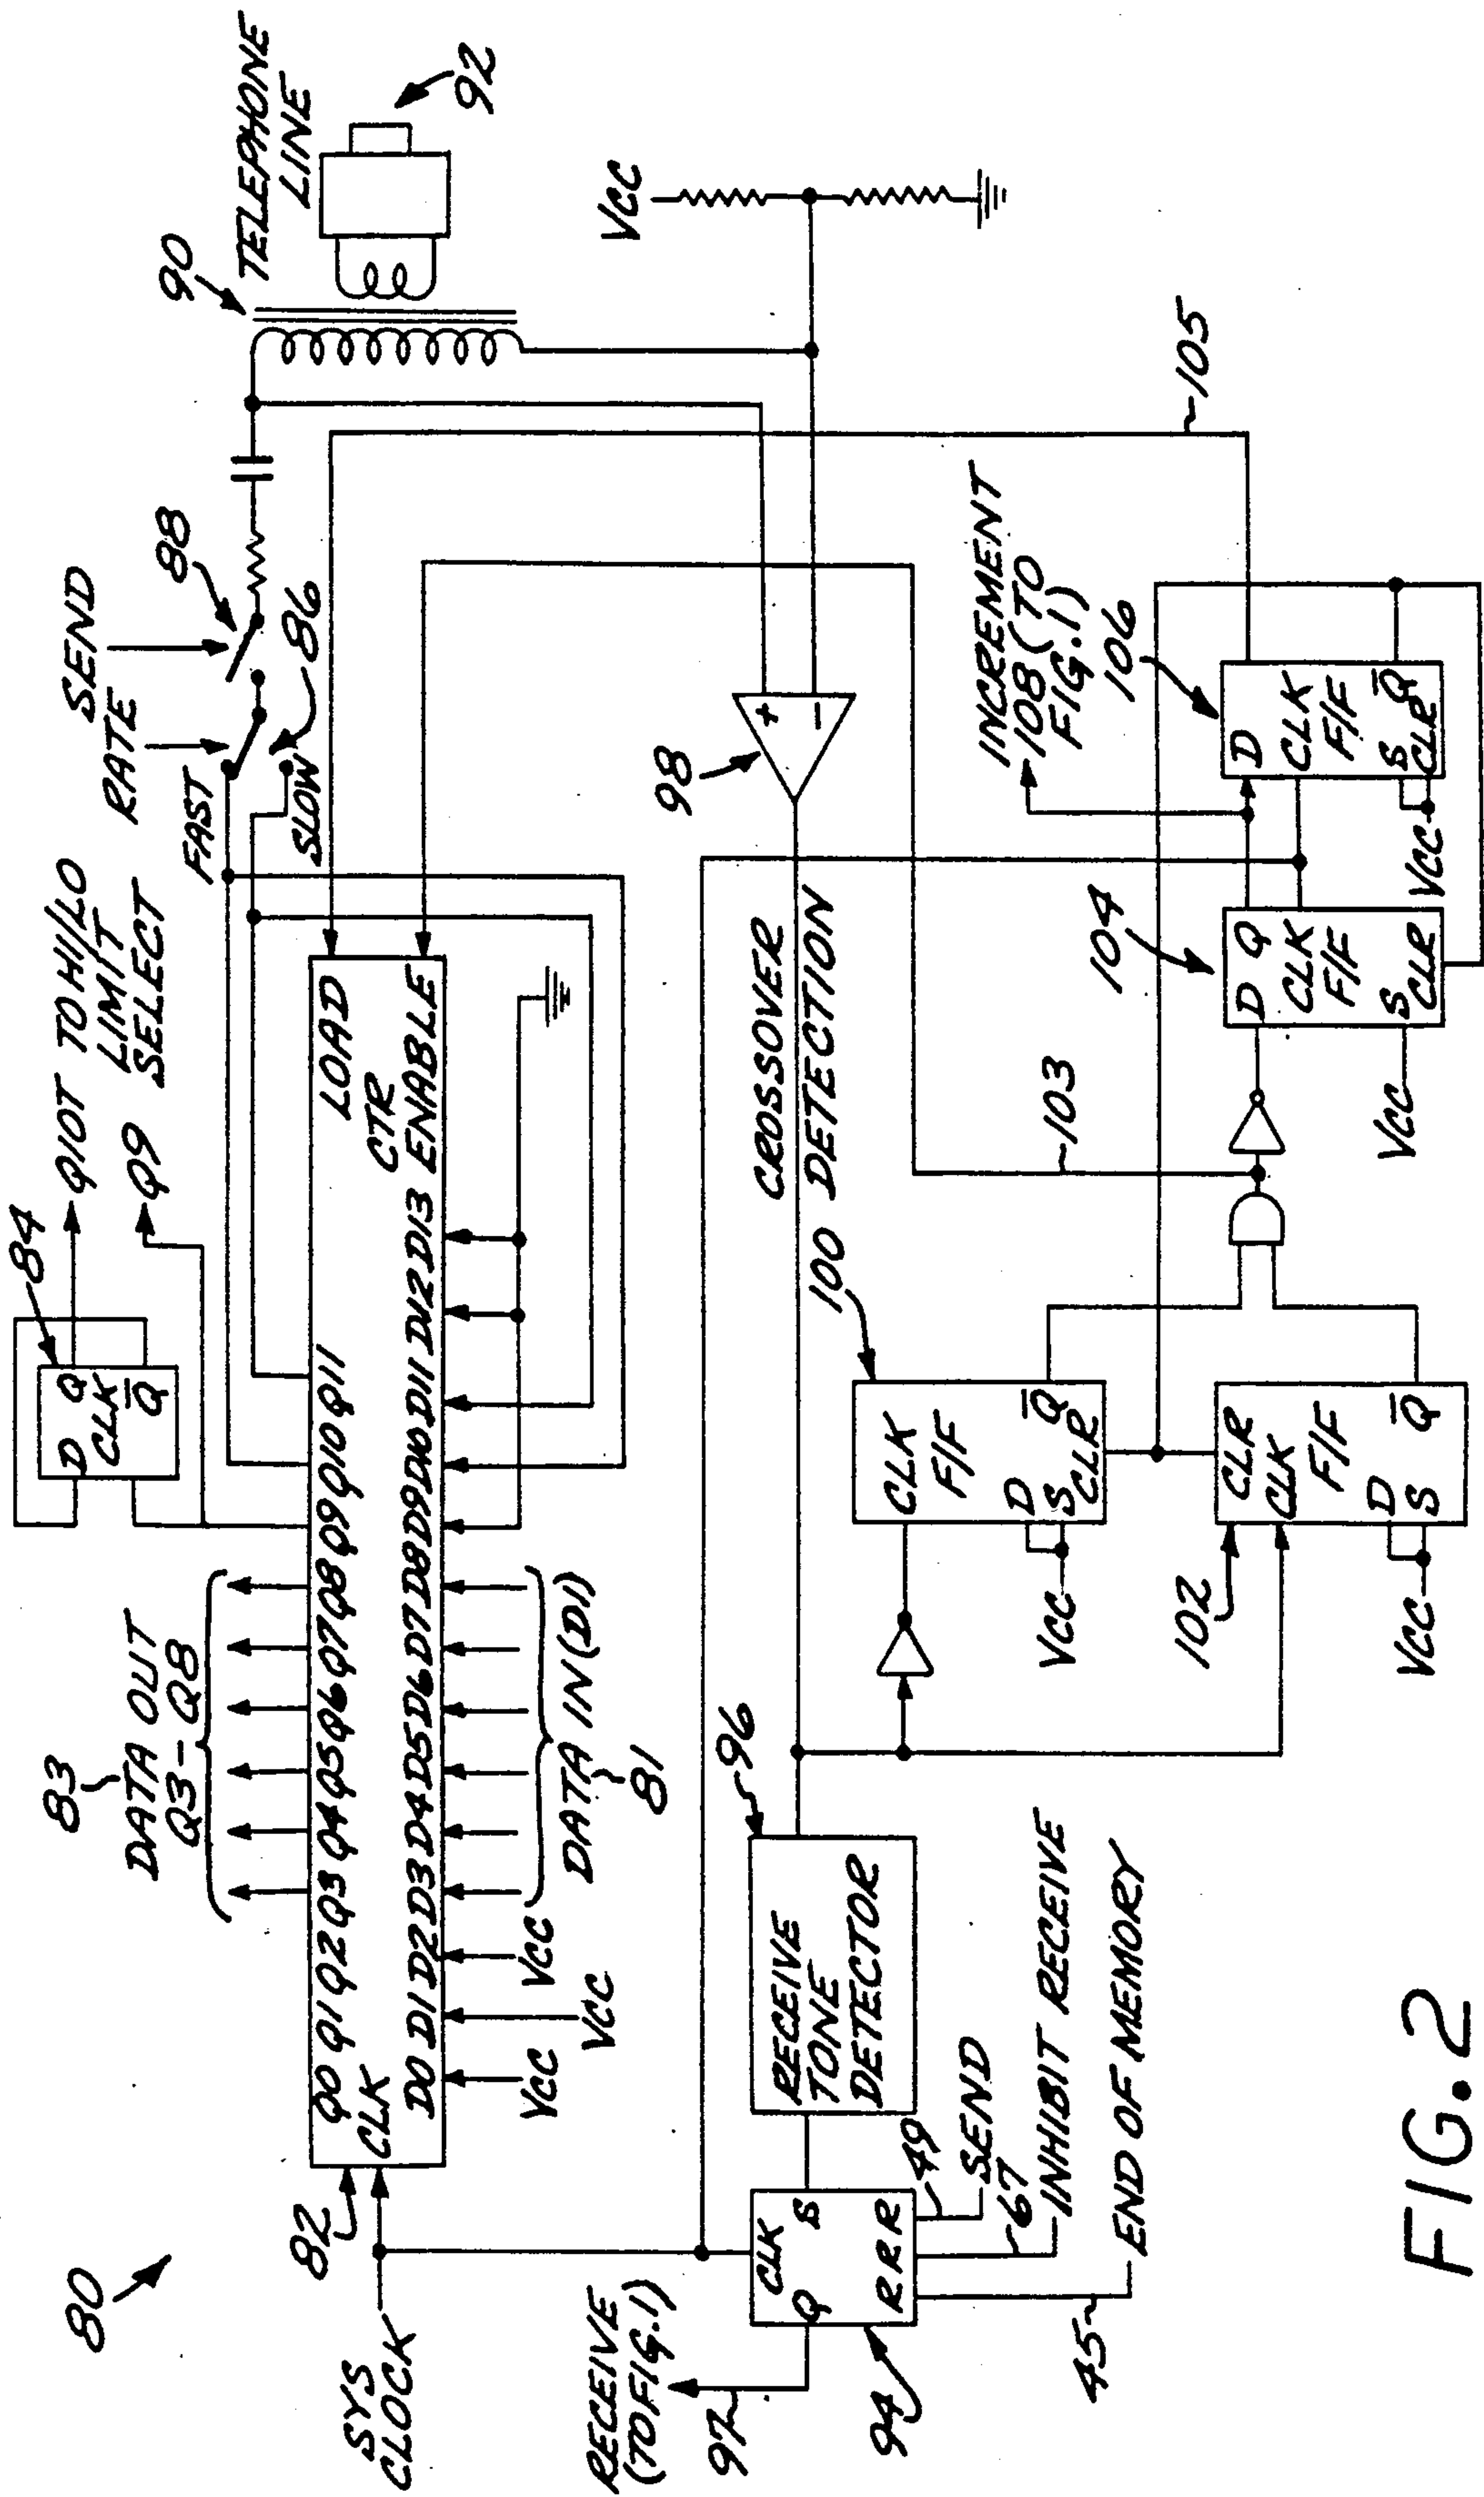 80
SYS
CLOCK
82
83
DATA OUT
Q3-Q8
84
Q10T TO HI/LO
LIMIT
SELECT
Q9
D Q
CLK
Q̅
RATE
SEND
FAST
SLOW
86
88
90
TELEPHONE
LINE
92
Q0 Q1 Q2 Q3 Q4 Q5 Q6 Q7 Q8 Q9 Q10 Q11
CLK
LOAD
CTR
ENABLE
D0 D1 D2 D3 D4 D5 D6 D7 D8 D9 D10 D11 D12 D13
Vcc
Vcc
Vcc
DATA IN (D1)
81
Vcc
RECEIVE
(TO FIG.1)
97
94
CLK
Q S
R R R
45
END OF MEMORY
67
INHIBIT RECEIVE
49
SEND
RECEIVE
TONE
DETECTOR
96
CROSSOVER
DETECTION
98
+
-
100
CLK
F/F
D Q̅
S
CLR
Vcc
102
CLR
CLK
F/F
D
S Q̅
Vcc
103
104
D Q
CLK
F/F
S
CLR
Vcc
INCREMENT
108 (TO
FIG.1)
106
D
CLK
F/F
S Q̅
CLR
Vcc
105
FIG.2